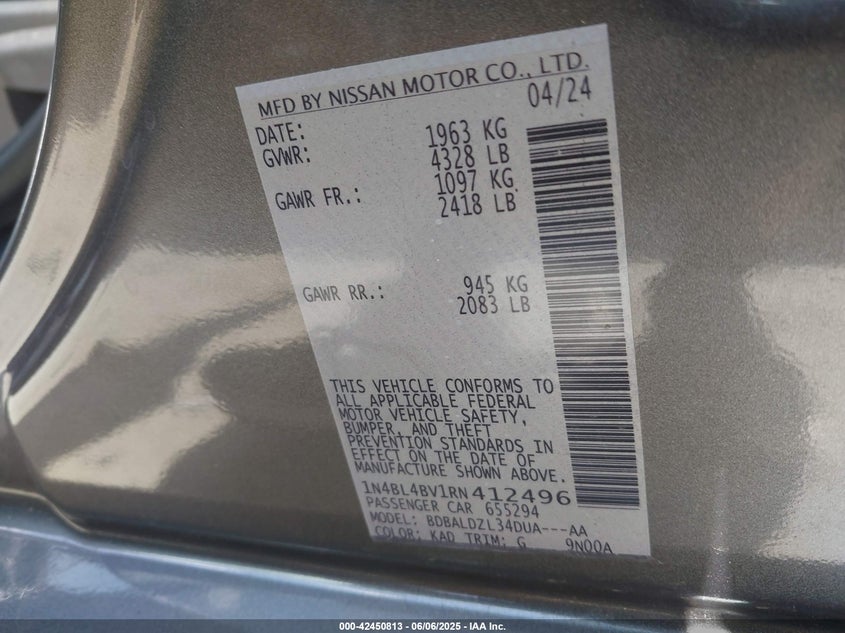 MFD BY NISSAN MOTOR CO., LTD.
DATE: 04/24
GVWR: 1963 KG
4328 LB
GAWR FR.: 1097 KG
2418 LB
GAWR RR.: 945 KG
2083 LB
THIS VEHICLE CONFORMS TO
ALL APPLICABLE FEDERAL
MOTOR VEHICLE SAFETY,
BUMPER, AND THEFT
PREVENTION STANDARDS IN
EFFECT ON THE DATE OF
MANUFACTURE SHOWN ABOVE.
1N4BL4BV1RN412496
PASSENGER CAR 655294
MODEL: BDBALDZL34DUA---AA
COLOR: KAD TRIM: G 9N00A
000-42450813 - 06/06/2025 - IAA Inc.